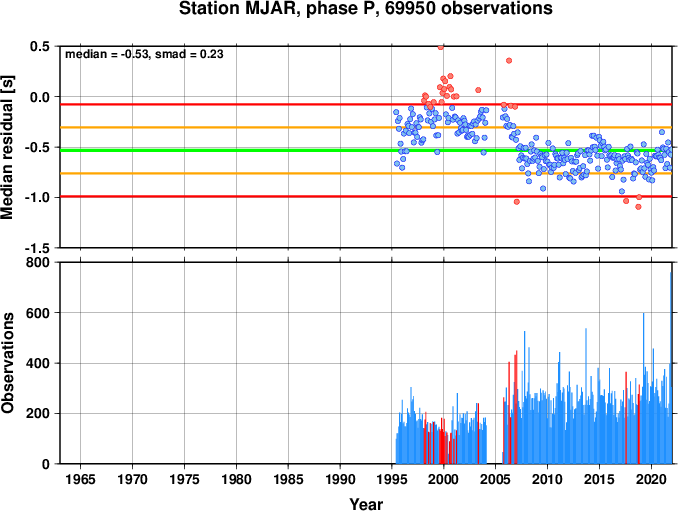 Station MJAR, phase P, 69950 observations
median = -0.53, smad = 0.23
Median residual [s]
0.5
0.0
-0.5
-1.0
-1.5
Observations
800
600
400
200
0
1965 1970 1975 1980 1985 1990 1995 2000 2005 2010 2015 2020
Year